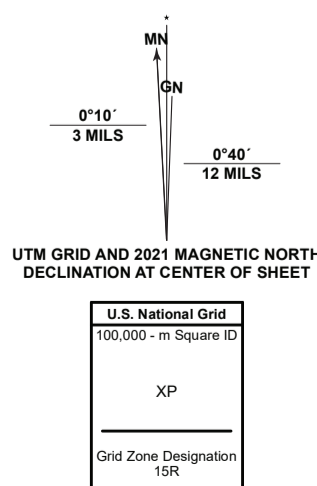 ★
MN
GN
0°10´
3 MILS
0°40´
12 MILS
UTM GRID AND 2021 MAGNETIC NORTH
DECLINATION AT CENTER OF SHEET
U.S. National Grid
100,000 - m Square ID
XP
Grid Zone Designation
15R